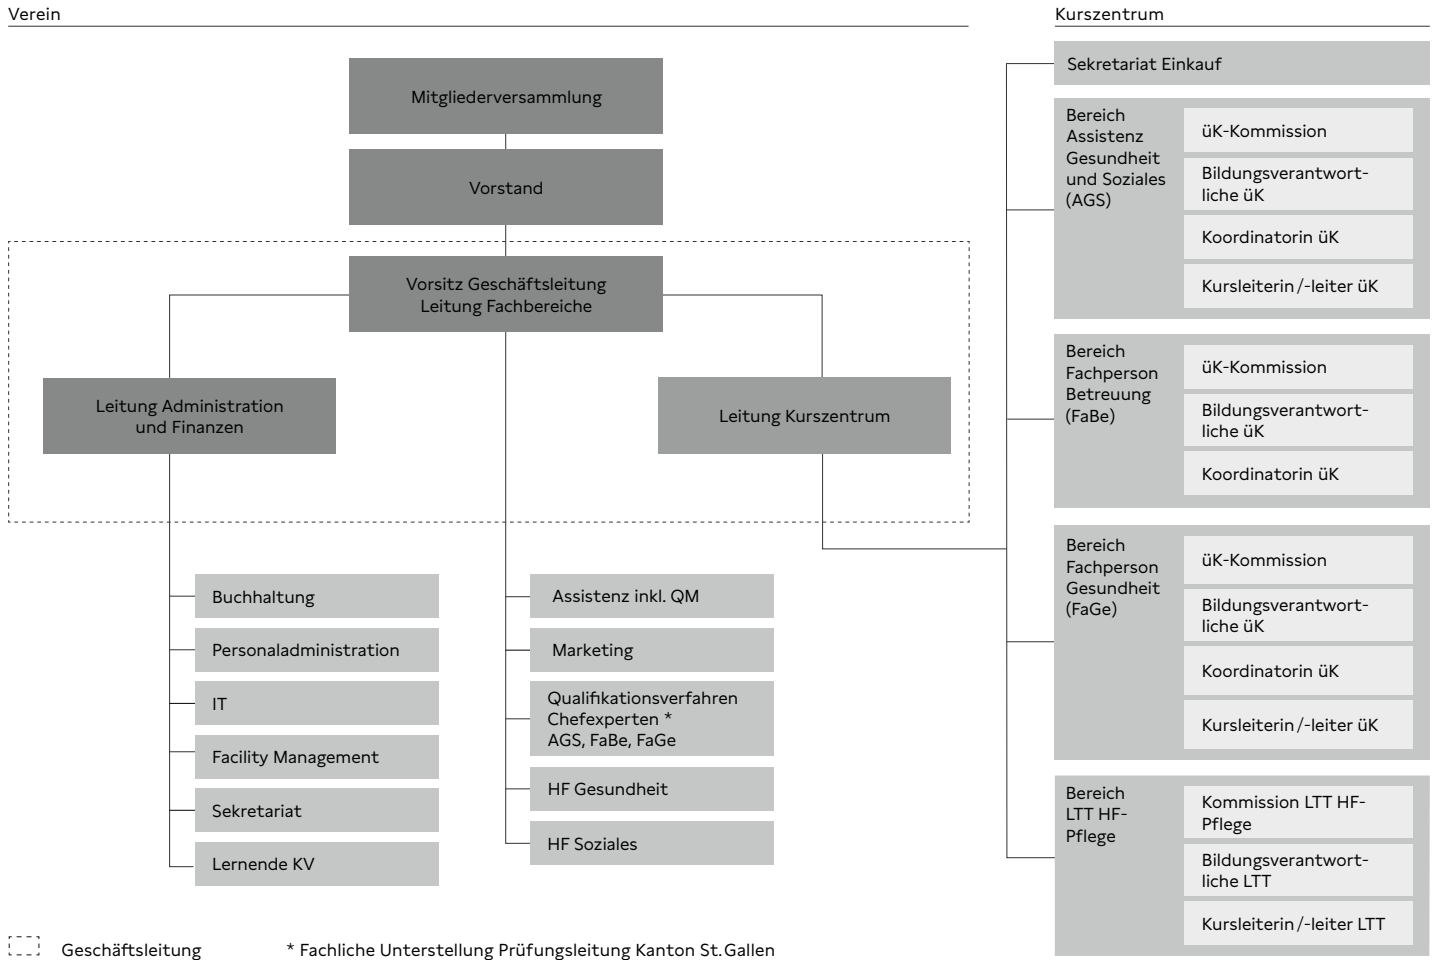 Verein
Mitgliederversammlung
Vorstand
Vorsitz Geschäftsleitung
Leitung Fachbereiche
Leitung Administration
und Finanzen
Leitung Kurszentrum
Buchhaltung
Personaladministration
IT
Facility Management
Sekretariat
Lernende KV
Assistenz inkl. QM
Marketing
Qualifikationsverfahren
Chefexperten *
AGS, FaBe, FaGe
HF Gesundheit
HF Soziales
Kurszentrum
Sekretariat Einkauf
Bereich
Assistenz
Gesundheit
und Soziales
(AGS)
üK-Kommission
Bildungsverantwort-
liche üK
Koordinatorin üK
Kursleiterin/-leiter üK
Bereich
Fachperson
Betreuung
(FaBe)
üK-Kommission
Bildungsverantwort-
liche üK
Koordinatorin üK
Bereich
Fachperson
Gesundheit
(FaGe)
üK-Kommission
Bildungsverantwort-
liche üK
Koordinatorin üK
Kursleiterin/-leiter üK
Bereich
LTT HF-
Pflege
Kommission LTT HF-
Pflege
Bildungsverantwort-
liche LTT
Kursleiterin/-leiter LTT
Geschäftsleitung
* Fachliche Unterstellung Prüfungsleitung Kanton St.Gallen